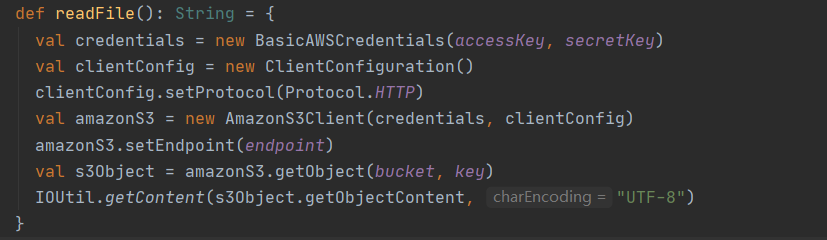 def readFile(): String = {
  val credentials = new BasicAWSCredentials(accessKey, secretKey)
  val clientConfig = new ClientConfiguration()
  clientConfig.setProtocol(Protocol.HTTP)
  val amazonS3 = new AmazonS3Client(credentials, clientConfig)
  amazonS3.setEndpoint(endpoint)
  val s3Object = amazonS3.getObject(bucket, key)
  IOUtil.getContent(s3Object.getObjectContent, charEncoding = "UTF-8")
}